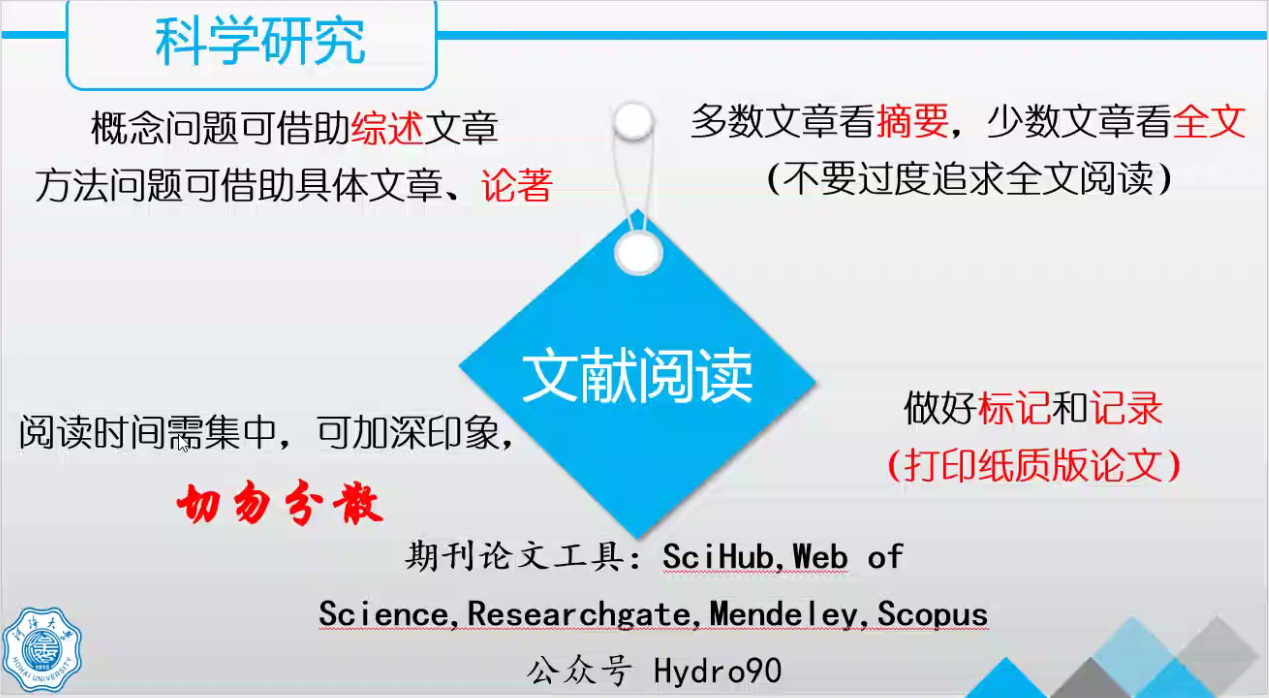 科学研究
概念问题可借助综述文章
方法问题可借助具体文章、论著
多数文章看摘要，少数文章看全文
（不要过度追求全文阅读）
文献阅读
阅读时间需集中，可加深印象，
切勿分散
做好标记和记录
（打印纸质版论文）
期刊论文工具：SciHub,Web of
Science,Researchgate,Mendeley,Scopus
公众号 Hydro90
河海大学
1915
HOHAI UNIVERSITY